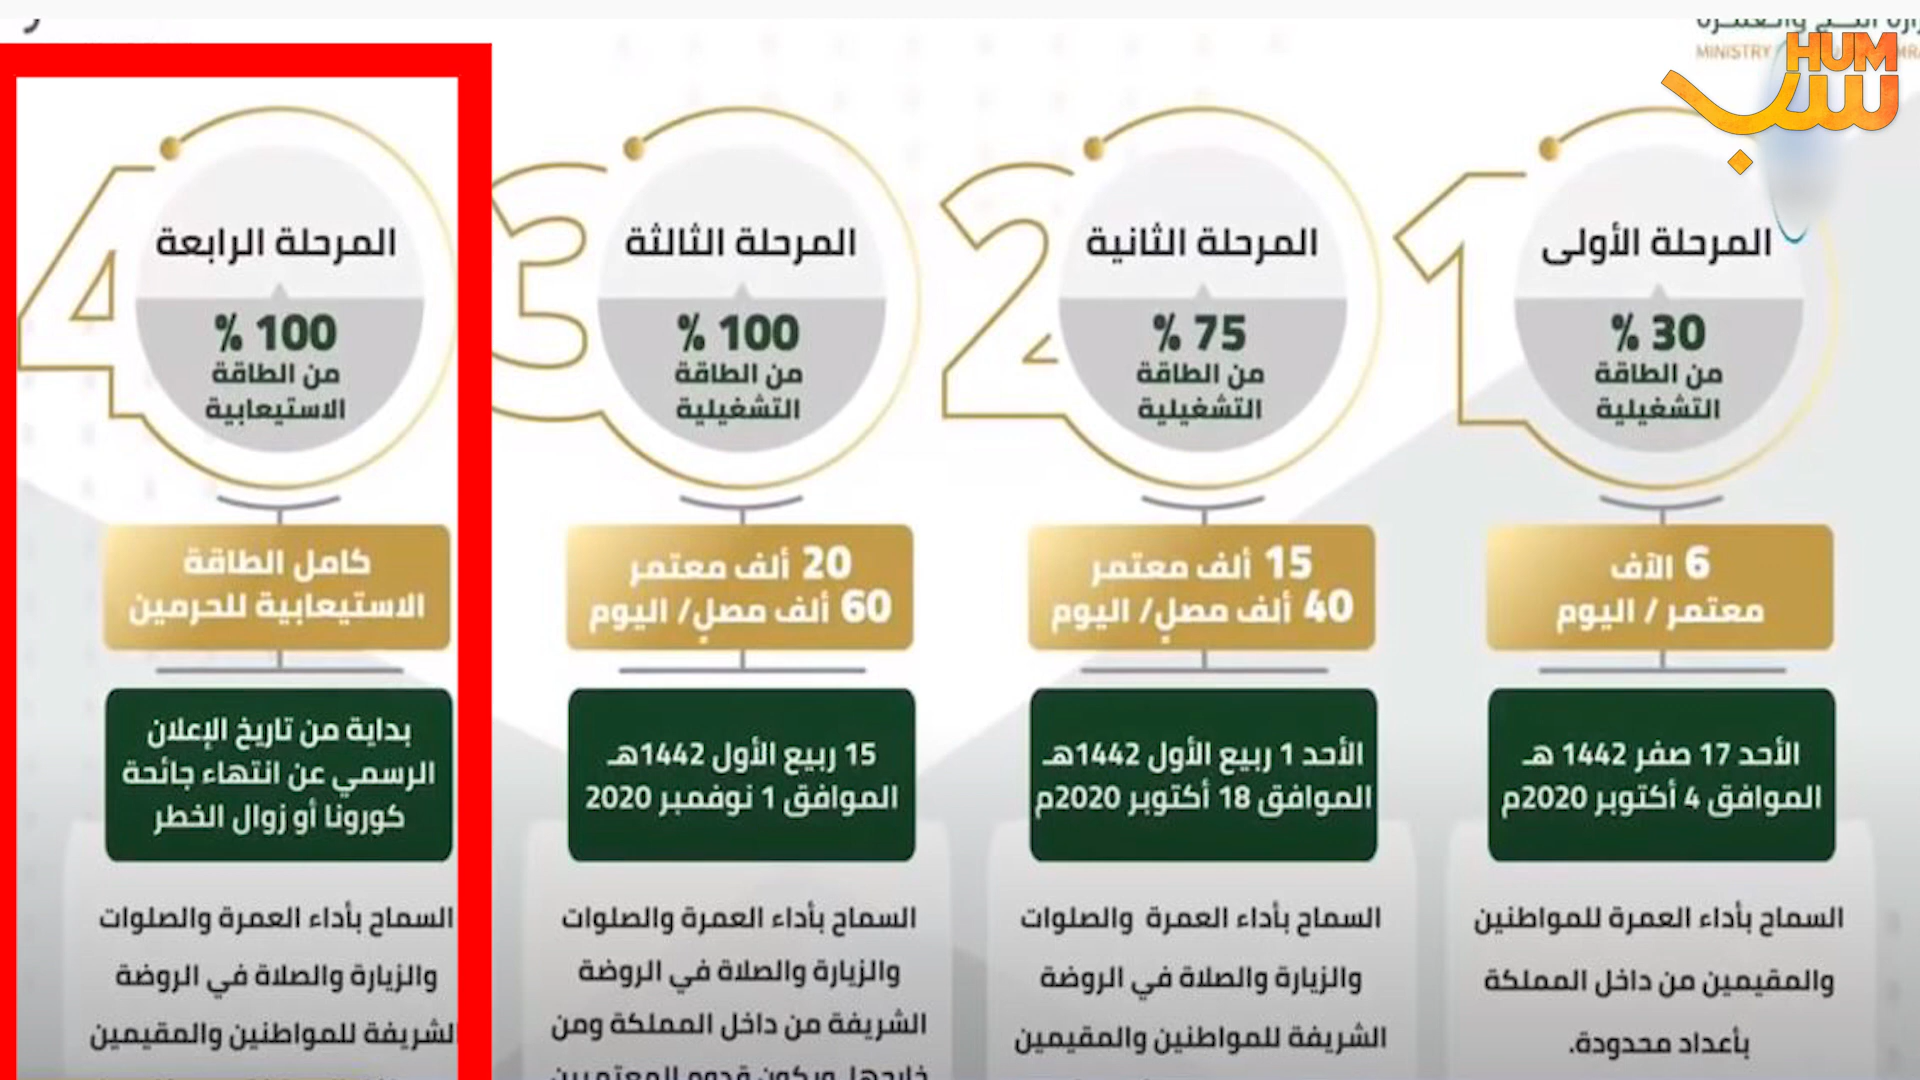 MINISTRY
HUM
سب
المرحلة الأولى
30 %
من الطاقة
التشغيلية
6 آلاف
معتمر / اليوم
الأحد 17 صفر 1442 هـ
الموافق 4 أكتوبر 2020م
السماح بأداء العمرة للمواطنين
والمقيمين من داخل المملكة
بأعداد محدودة.
2
المرحلة الثانية
75 %
من الطاقة
التشغيلية
15 ألف معتمر
40 ألف مصلٍ/ اليوم
الأحد 1 ربيع الأول 1442هـ
الموافق 18 أكتوبر 2020م
السماح بأداء العمرة والصلوات
والزيارة والصلاة في الروضة
الشريفة للمواطنين والمقيمين
3
المرحلة الثالثة
100 %
من الطاقة
التشغيلية
20 ألف معتمر
60 ألف مصلٍ/ اليوم
15 ربيع الأول 1442هـ
الموافق 1 نوفمبر 2020
السماح بأداء العمرة والصلوات
والزيارة والصلاة في الروضة
الشريفة من داخل المملكة ومن
4
المرحلة الرابعة
100 %
من الطاقة
الاستيعابية
كامل الطاقة
الاستيعابية للحرمين
بداية من تاريخ الإعلان
الرسمي عن انتهاء جائحة
كورونا أو زوال الخطر
السماح بأداء العمرة والصلوات
والزيارة والصلاة في الروضة
الشريفة للمواطنين والمقيمين